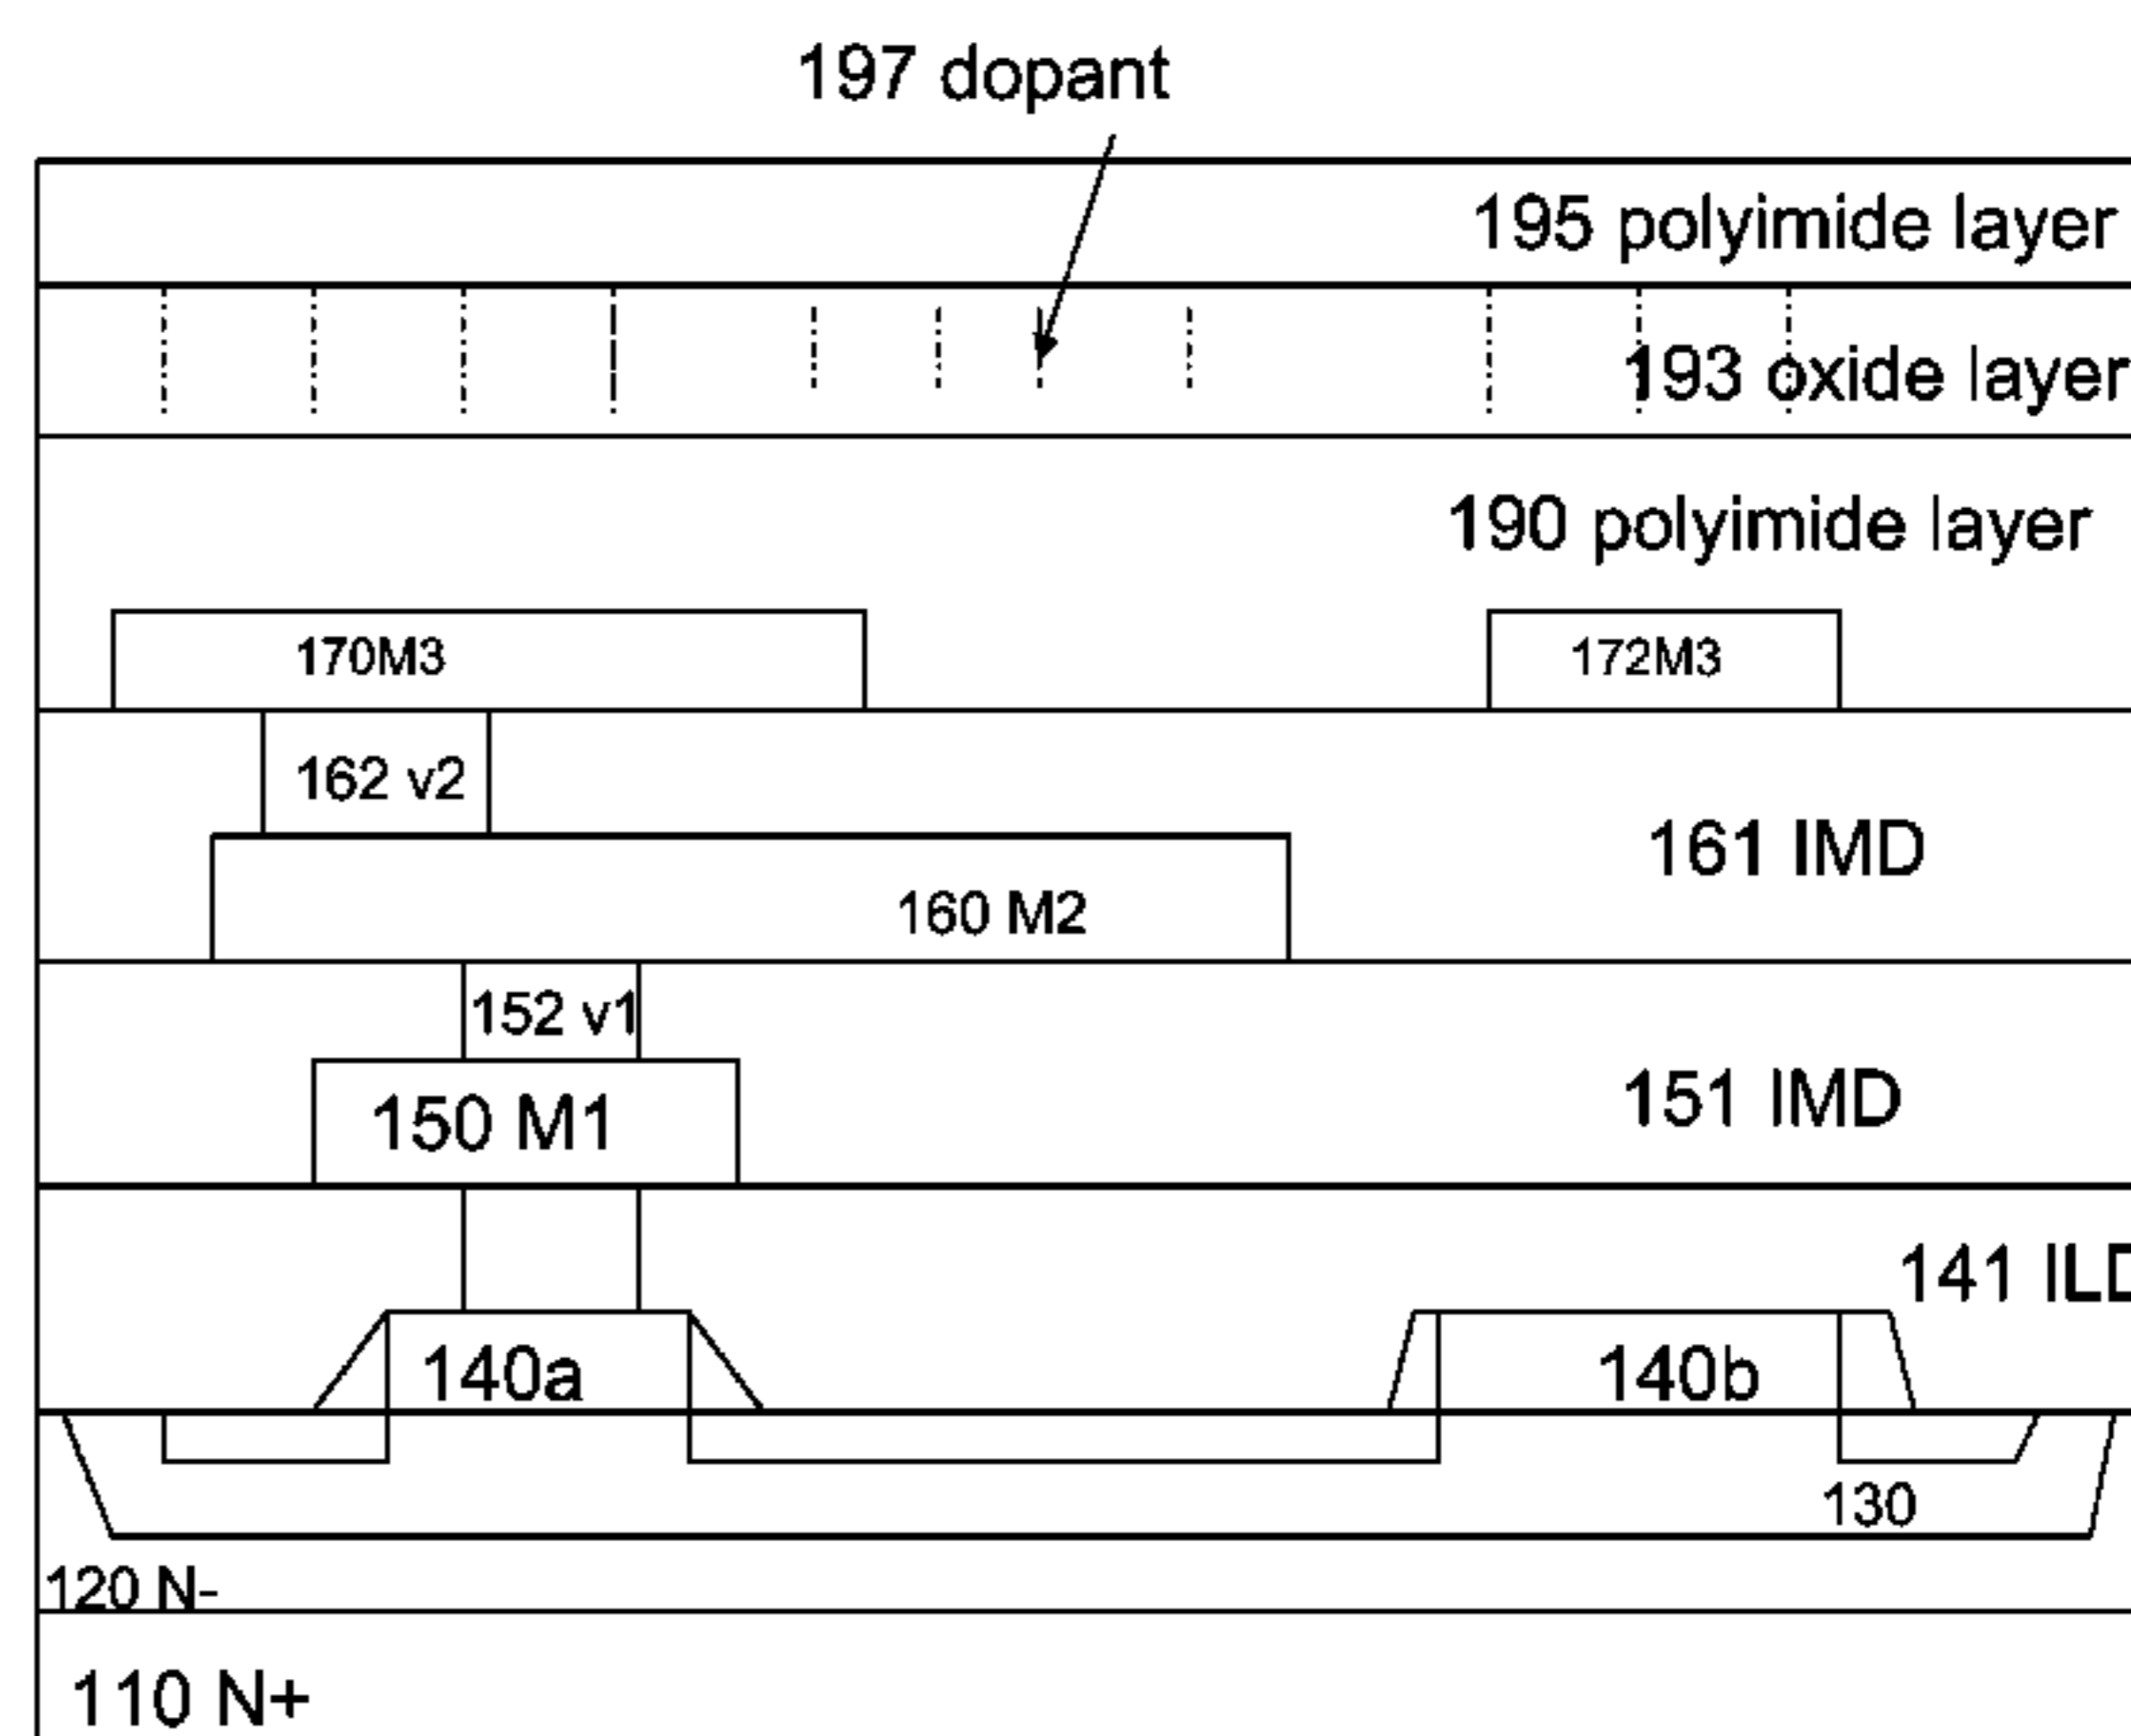 197 dopant
195 polyimide layer
193 oxide layer
190 polyimide layer
170M3
172M3
162 v2
161 IMD
160 M2
152 v1
150 M1
151 IMD
141 ILD
140a
140b
130
120 N-
110 N+